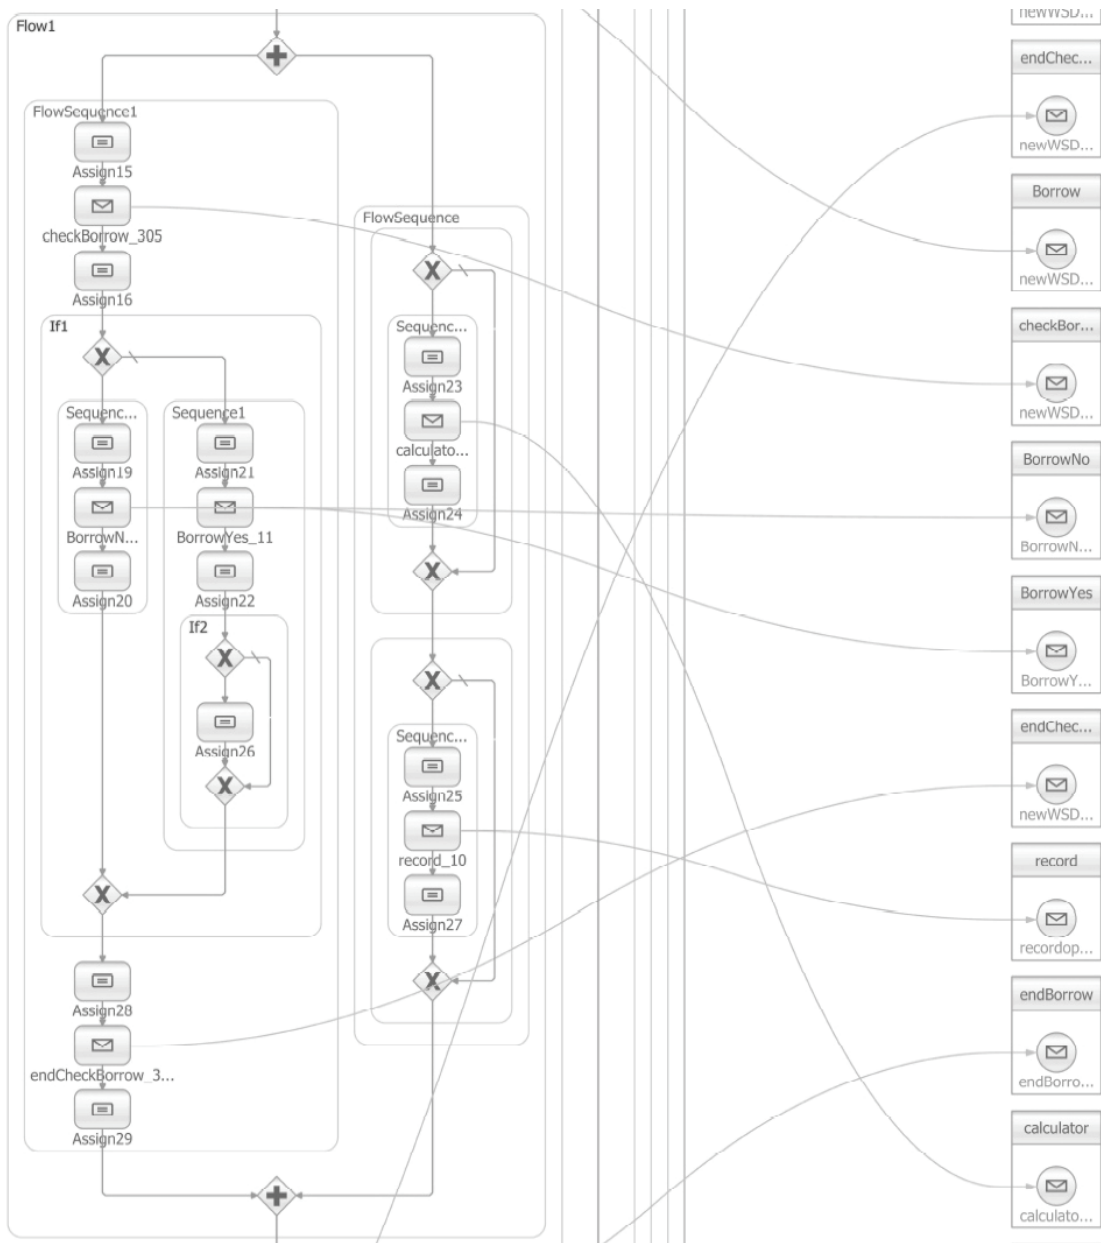 Flow1
FlowSequence1
Assign15
checkBorrow_305
Assign16
If1
Sequenc...
Assign19
BorrowN...
Assign20
Sequence1
Assign21
BorrowYes_11
Assign22
If2
Assign26
Assign28
endCheckBorrow_3...
Assign29
FlowSequence
Sequenc...
Assign23
calculato...
Assign24
Sequenc...
Assign25
record_10
Assign27
newWSD...
endChec...
newWSD...
Borrow
newWSD...
checkBor...
newWSD...
BorrowNo
BorrowN...
BorrowYes
BorrowY...
endChec...
newWSD...
record
recordop...
endBorrow
endBorro...
calculator
calculato...